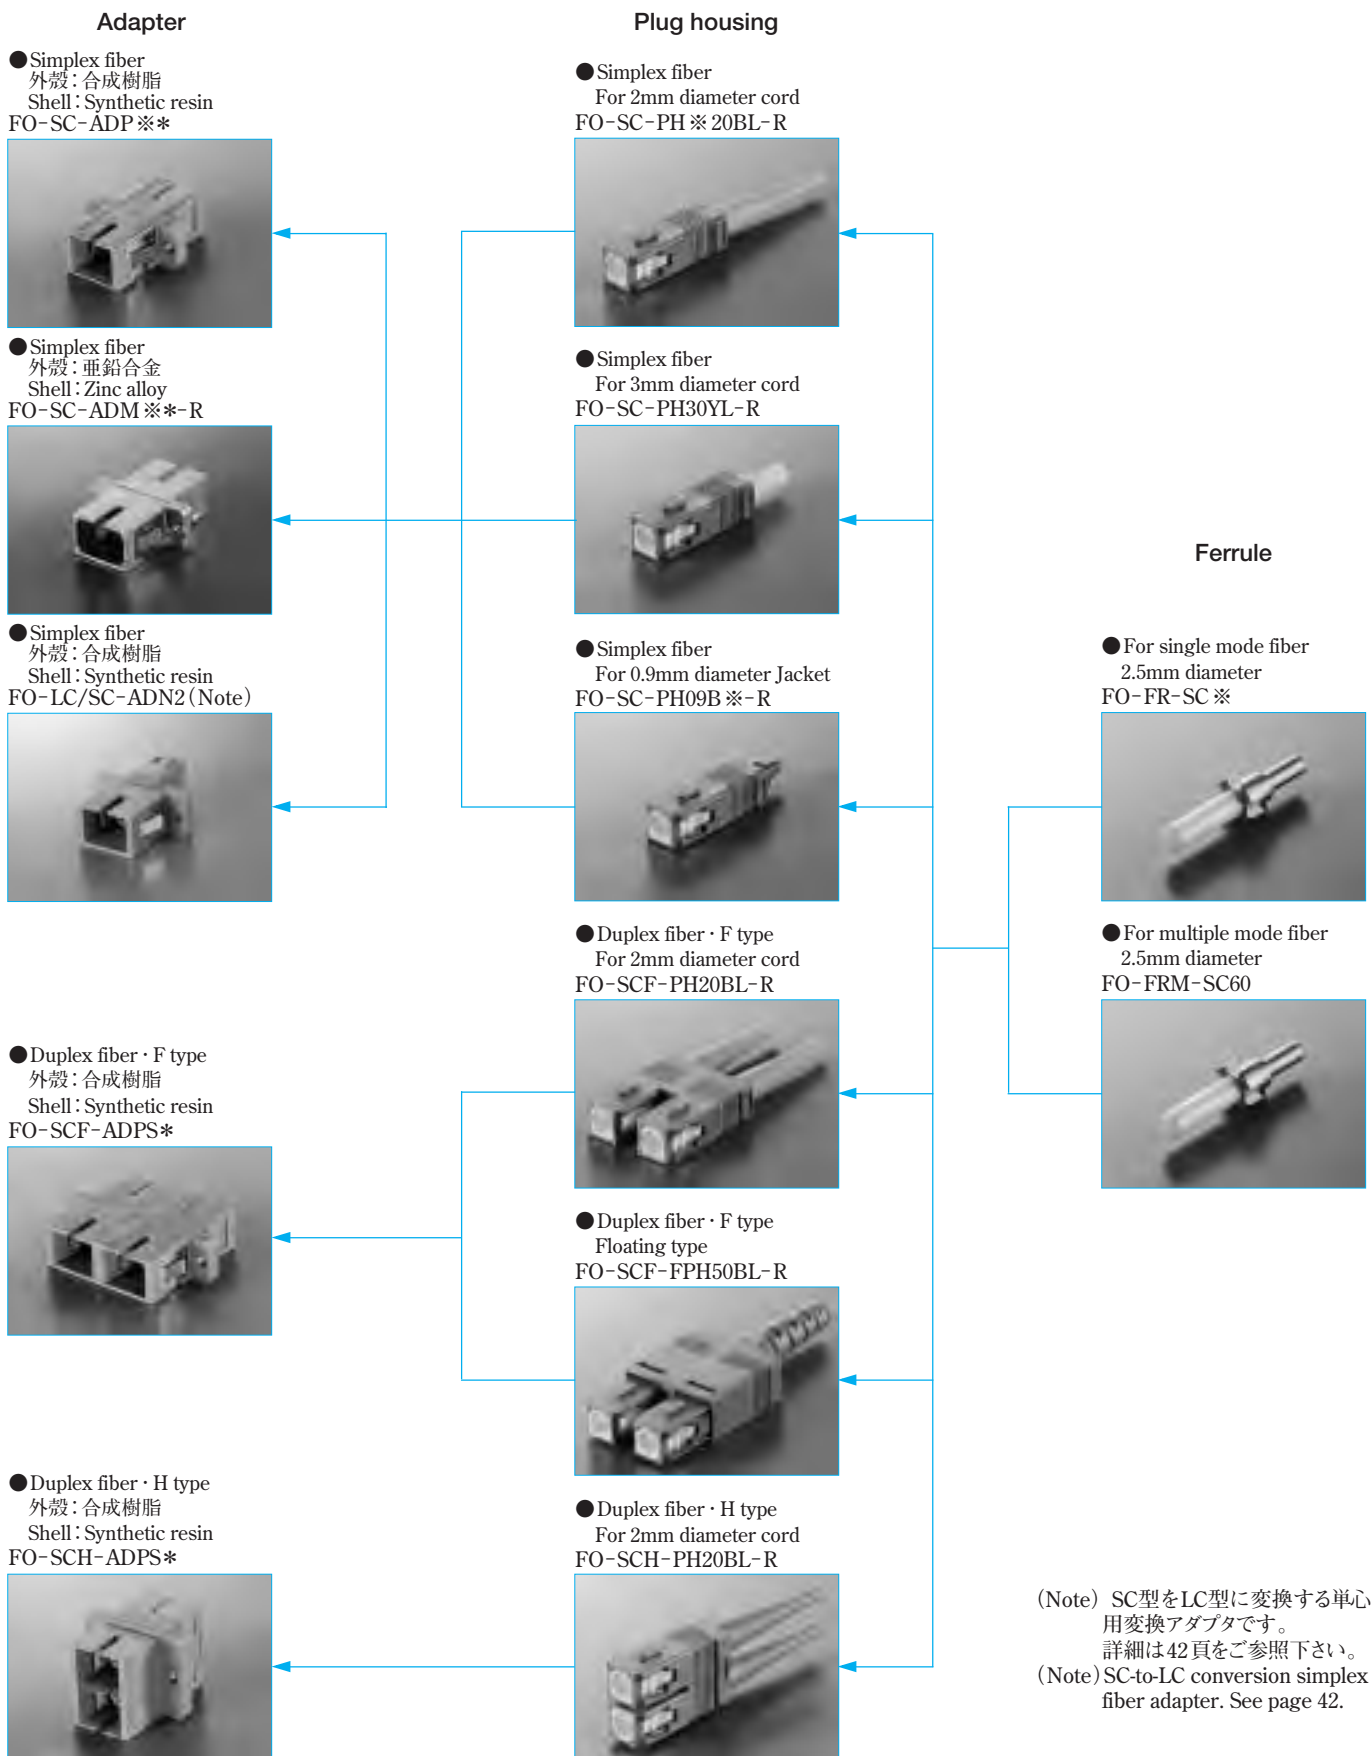 Adapter
● Simplex fiber
外殻：合成樹脂
Shell：Synthetic resin
FO-SC-ADP※*
● Simplex fiber
外殻：亜鉛合金
Shell：Zinc alloy
FO-SC-ADM※*-R
● Simplex fiber
外殻：合成樹脂
Shell：Synthetic resin
FO-LC/SC-ADN2（Note）
● Duplex fiber・F type
外殻：合成樹脂
Shell：Synthetic resin
FO-SCF-ADPS*
● Duplex fiber・H type
外殻：合成樹脂
Shell：Synthetic resin
FO-SCH-ADPS*
Plug housing
● Simplex fiber
For 2mm diameter cord
FO-SC-PH※20BL-R
● Simplex fiber
For 3mm diameter cord
FO-SC-PH30YL-R
● Simplex fiber
For 0.9mm diameter Jacket
FO-SC-PH09B※-R
● Duplex fiber・F type
For 2mm diameter cord
FO-SCF-PH20BL-R
● Duplex fiber・F type
Floating type
FO-SCF-FPH50BL-R
● Duplex fiber・H type
For 2mm diameter cord
FO-SCH-PH20BL-R
Ferrule
● For single mode fiber
2.5mm diameter
FO-FR-SC※
● For multiple mode fiber
2.5mm diameter
FO-FRM-SC60
（Note） SC型をLC型に変換する単心
用変換アダプタです。
詳細は42頁をご参照下さい。
（Note）SC-to-LC conversion simplex
fiber adapter. See page 42.